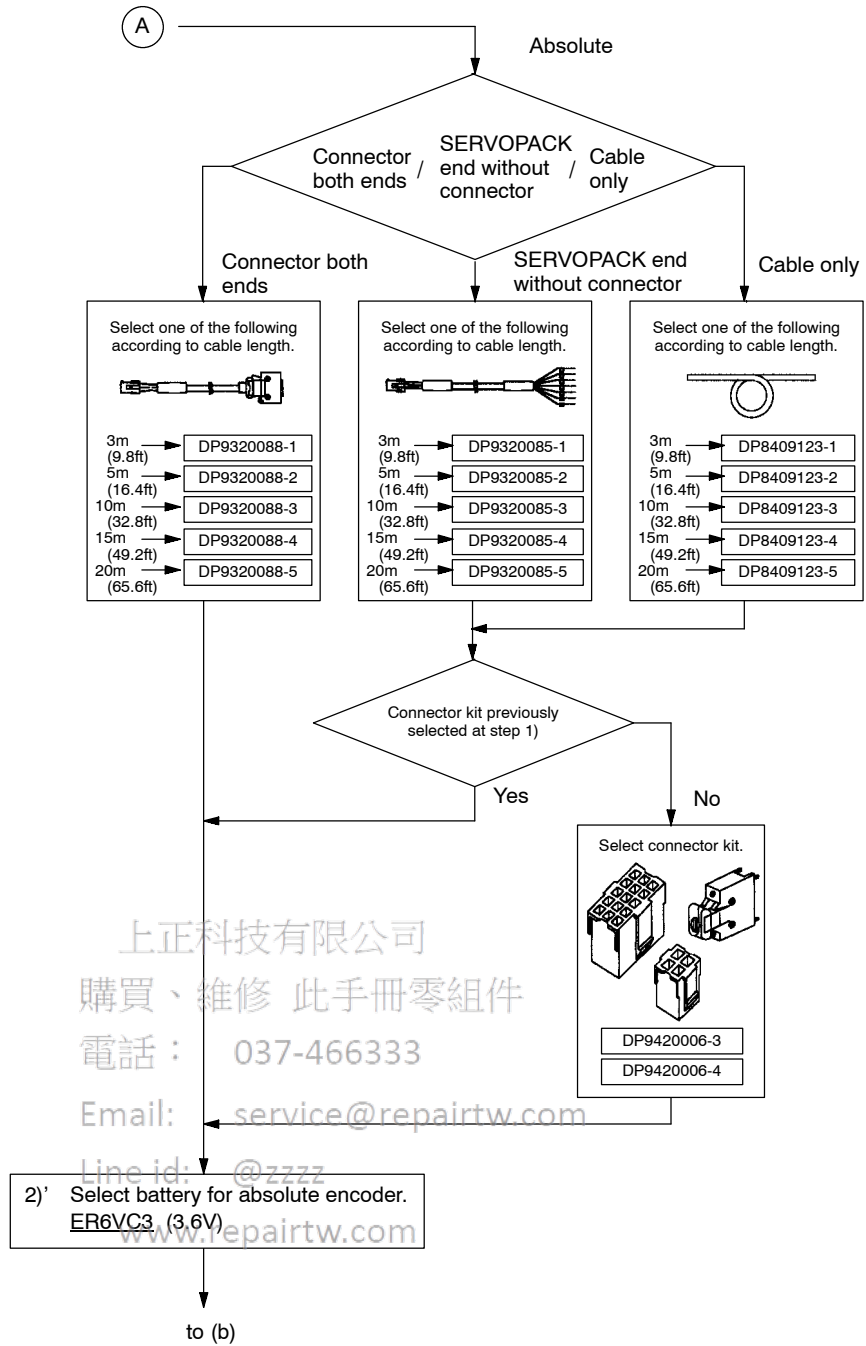 A
Absolute
Connector both ends / SERVOPACK end without connector / Cable only
Connector both ends
SERVOPACK end without connector
Cable only
Select one of the following according to cable length.
3m (9.8ft) DP9320088-1
5m (16.4ft) DP9320088-2
10m (32.8ft) DP9320088-3
15m (49.2ft) DP9320088-4
20m (65.6ft) DP9320088-5
Select one of the following according to cable length.
3m (9.8ft) DP9320085-1
5m (16.4ft) DP9320085-2
10m (32.8ft) DP9320085-3
15m (49.2ft) DP9320085-4
20m (65.6ft) DP9320085-5
Select one of the following according to cable length.
3m (9.8ft) DP8409123-1
5m (16.4ft) DP8409123-2
10m (32.8ft) DP8409123-3
15m (49.2ft) DP8409123-4
20m (65.6ft) DP8409123-5
Connector kit previously selected at step 1)
Yes
No
Select connector kit.
DP9420006-3
DP9420006-4
上正科技有限公司
購買、維修 此手冊零組件
電話： 037-466333
Email: service@repairtw.com
Line id: @zzzz
www.repairtw.com
2)' Select battery for absolute encoder.
ER6VC3 (3.6V)
to (b)